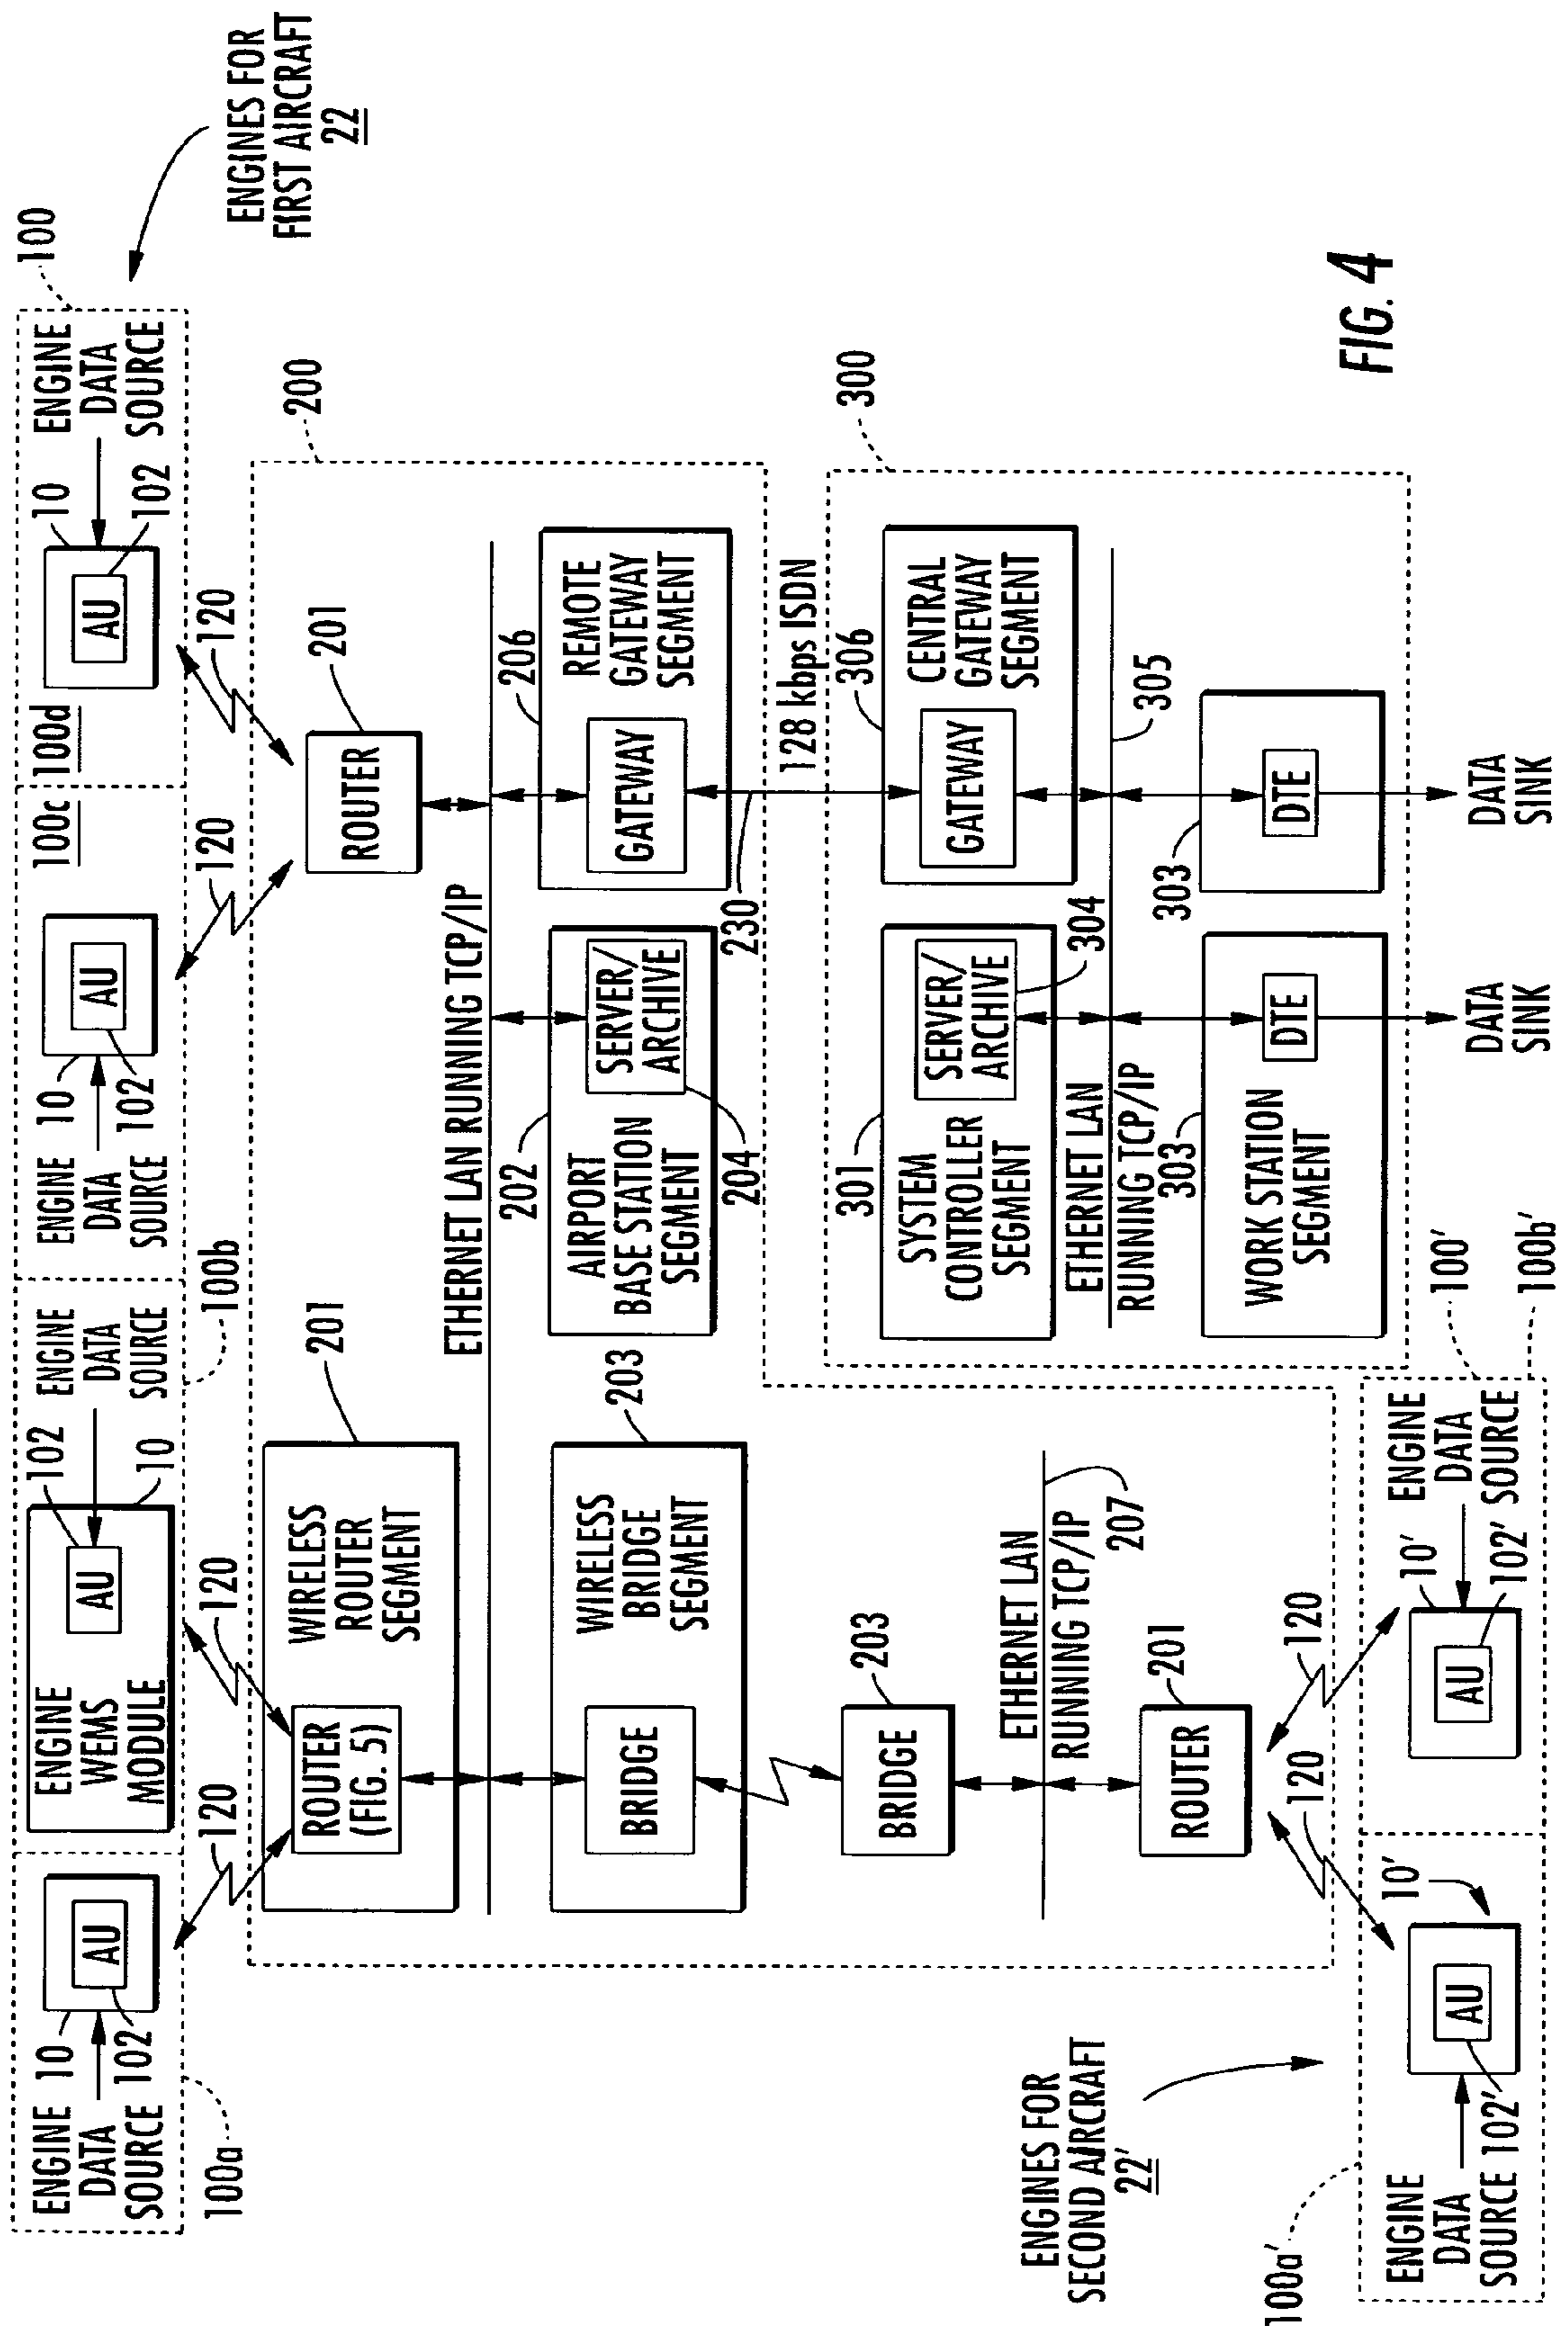 ENGINES FOR
FIRST AIRCRAFT
22
100
100a
ENGINE
DATA
SOURCE
10
102
AU
ENGINE
WEMS
MODULE
AU
102
10
ENGINE
DATA
SOURCE
100b
ENGINE
DATA
SOURCE
10
102
AU
100c
100d
AU
10
102
ENGINE
DATA
SOURCE
120
120
120
120
200
201
ROUTER
(FIG. 5)
WIRELESS
ROUTER
SEGMENT
201
ROUTER
ETHERNET LAN RUNNING TCP/IP
203
BRIDGE
WIRELESS
BRIDGE
SEGMENT
202
AIRPORT
BASE STATION
SEGMENT
SERVER/
ARCHIVE
204
206
GATEWAY
REMOTE
GATEWAY
SEGMENT
230
128 kbps ISDN
BRIDGE
203
ETHERNET LAN
RUNNING TCP/IP
207
ROUTER
201
300
301
SYSTEM
CONTROLLER
SEGMENT
SERVER/
ARCHIVE
304
306
GATEWAY
CENTRAL
GATEWAY
SEGMENT
ETHERNET LAN
RUNNING TCP/IP
305
303
WORK STATION
SEGMENT
DTE
303
DTE
DATA
SINK
DATA
SINK
120
120
ENGINES FOR
SECOND AIRCRAFT
22'
100a'
ENGINE
DATA
SOURCE
102'
AU
10'
AU
10'
102'
ENGINE
DATA
SOURCE
100'
100b'
FIG. 4